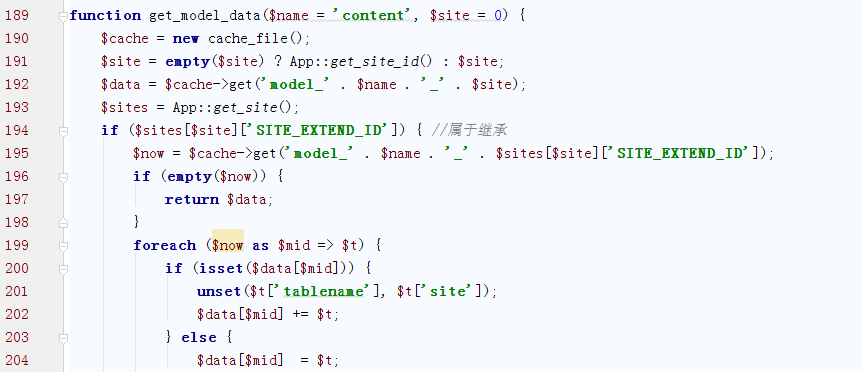 189 function get_model_data($name = 'content', $site = 0) {
190 $cache = new cache_file();
191 $site = empty($site) ? App::get_site_id() : $site;
192 $data = $cache->get('model_' . $name . '_' . $site);
193 $sites = App::get_site();
194 if ($sites[$site]['SITE_EXTEND_ID']) { //属于继承
195 $now = $cache->get('model_' . $name . '_' . $sites[$site]['SITE_EXTEND_ID']);
196 if (empty($now)) {
197 return $data;
198 }
199 foreach ($now as $mid => $t) {
200 if (isset($data[$mid])) {
201 unset($t['tablename'], $t['site']);
202 $data[$mid] += $t;
203 } else {
204 $data[$mid]  = $t;